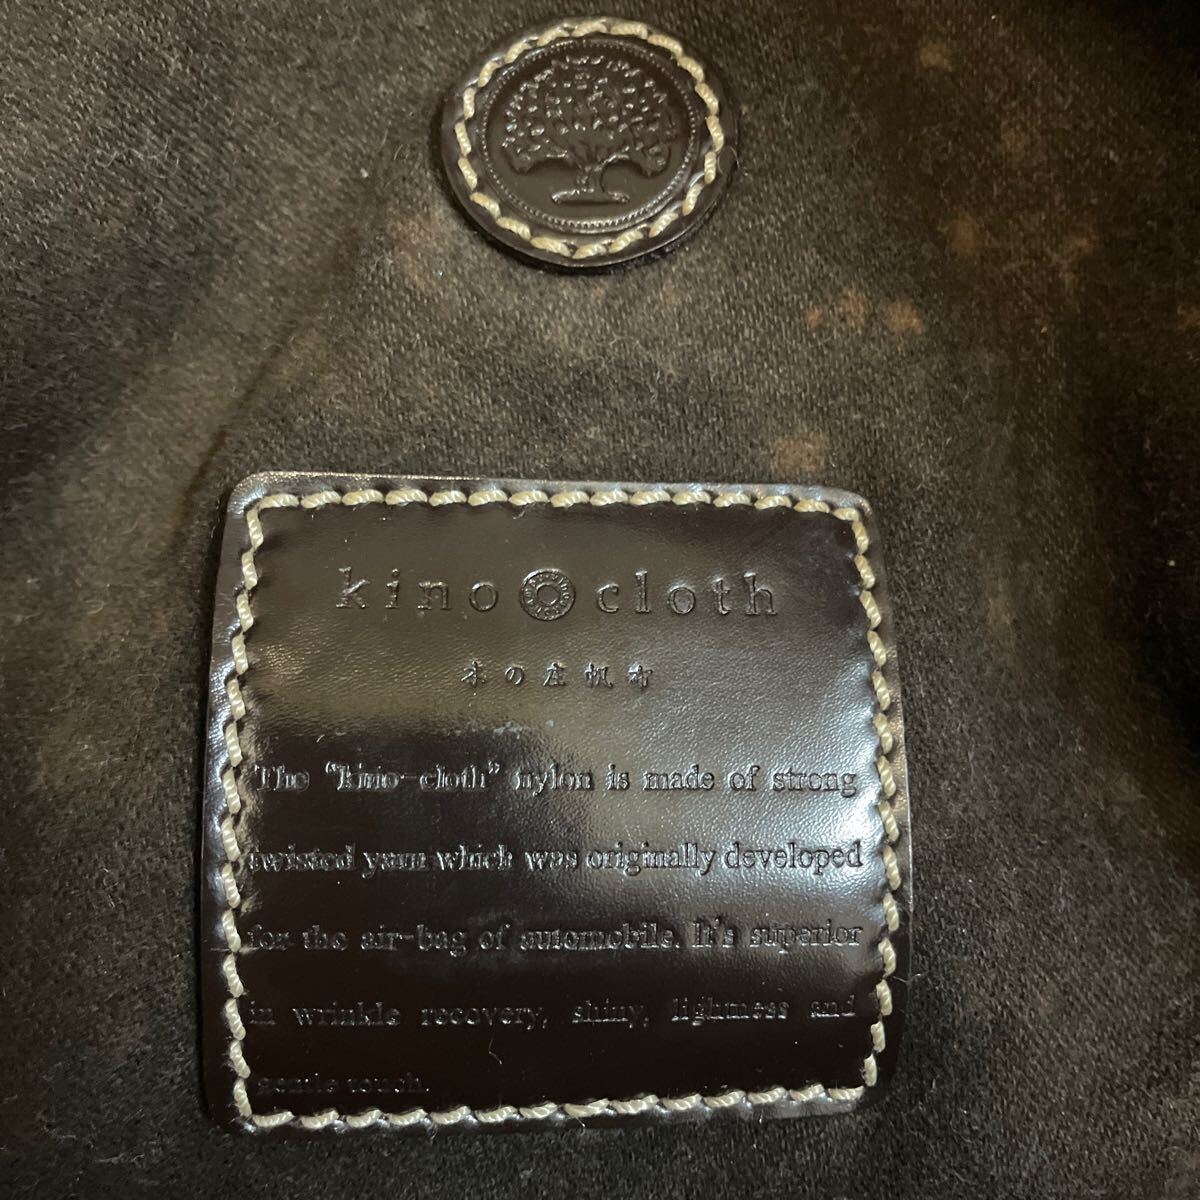 kino cloth
木の庄帆布
The "kino-cloth" nylon is made of strong
twisted yarn which was originally developed
for the air-bag of automobile. It's superior
in wrinkle recovery, shiny, lightness and
gentle touch.